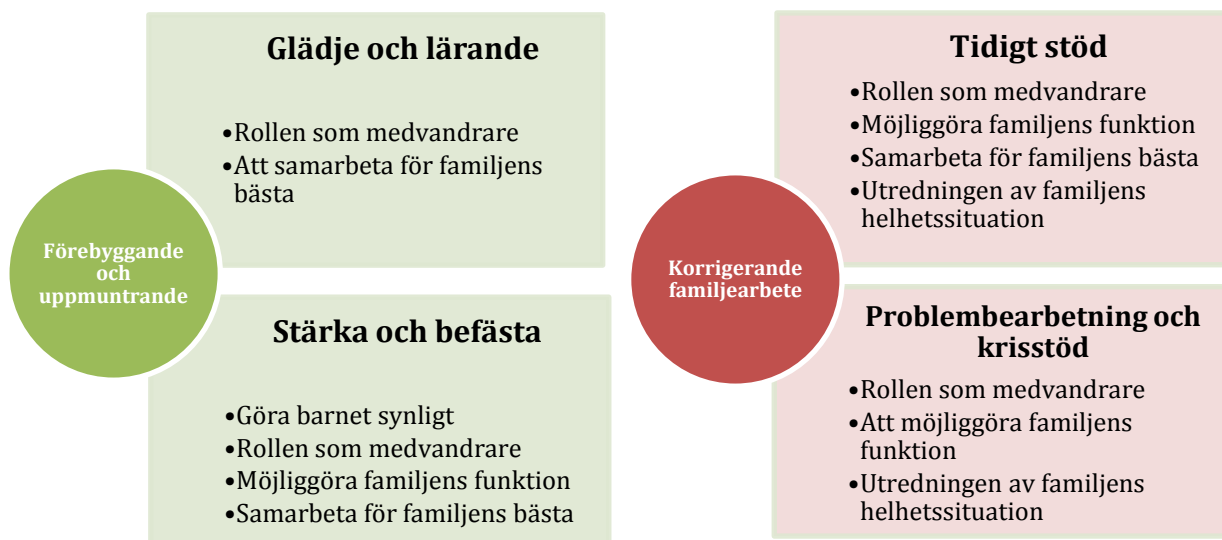 Förebyggande
och
uppmuntrande
Glädje och lärande
•Rollen som medvandrare
•Att samarbeta för familjens
bästa
Stärka och befästa
•Göra barnet synligt
•Rollen som medvandrare
•Möjliggöra familjens funktion
•Samarbeta för familjens bästa
Korrigerande
familjearbete
Tidigt stöd
•Rollen som medvandrare
•Möjliggöra familjens funktion
•Samarbeta för familjens bästa
•Utredningen av familjens
helhetssituation
Problembearbetning och
krisstöd
•Rollen som medvandrare
•Att möjliggöra familjens
funktion
•Utredningen av familjens
helhetssituation